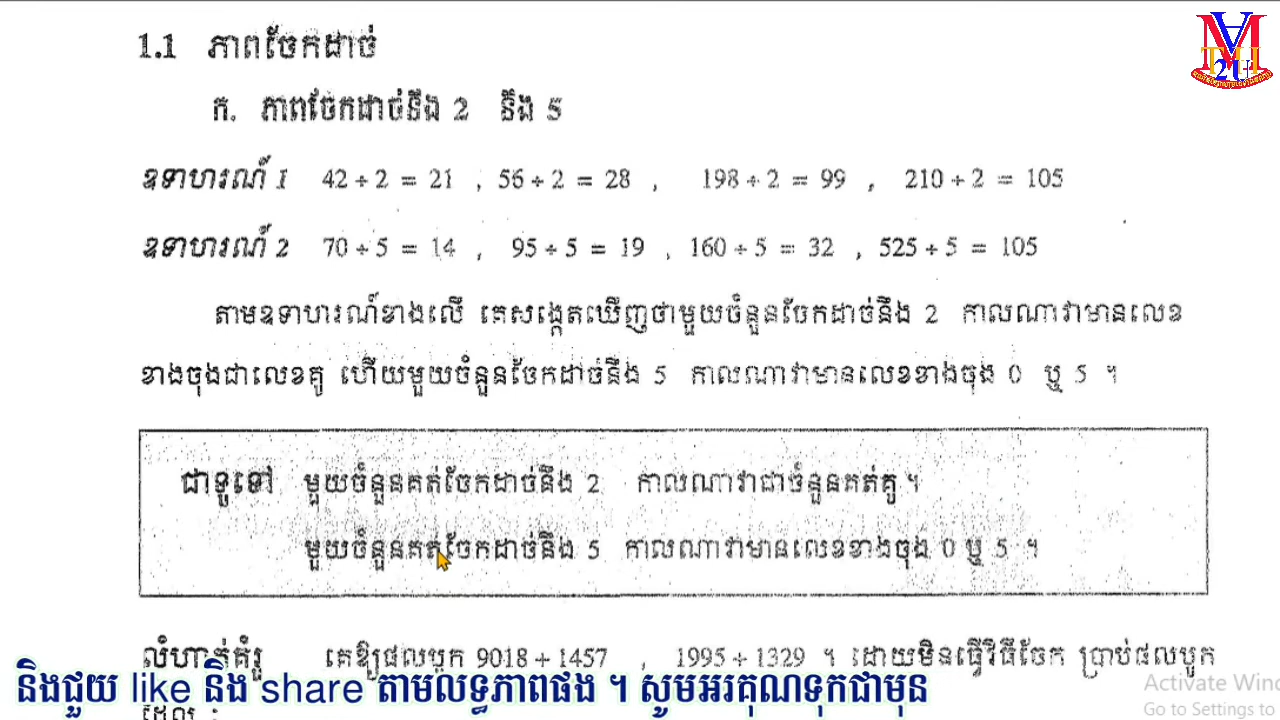 1.1 ភាពចែកដាច់
ក. ភាពចែកដាច់នឹង 2 និង 5
ឧទាហរណ៍ 1 42 ÷ 2 = 21 , 56 ÷ 2 = 28 , 198 ÷ 2 = 99 , 210 ÷ 2 = 105
ឧទាហរណ៍ 2 70 ÷ 5 = 14 , 95 ÷ 5 = 19 , 160 ÷ 5 = 32 , 525 ÷ 5 = 105
តាមឧទាហរណ៍ខាងលើ គេសង្កេតឃើញថាមួយចំនួនចែកដាច់នឹង 2 កាលណាវាមានលេខ
ខាងចុងជាលេខគូ ហើយមួយចំនួនចែកដាច់នឹង 5 កាលណាវាមានលេខខាងចុង 0 ឬ 5 ។
ជាទូទៅ មួយចំនួនគត់ចែកដាច់នឹង 2 កាលណាវាជាចំនួនគត់គូ ។
មួយចំនួនគត់ចែកដាច់នឹង 5 កាលណាវាមានលេខខាងចុង 0 ឬ 5 ។
លំហាត់គំរូ គេឱ្យផលបូក 9018 + 1457 , 1995 + 1329 ។ ដោយមិនធ្វើវិធីចែក ប្រាប់ផលបូក
និងជួយ like និង share តាមលទ្ធភាពផង ។ សូមអរគុណទុកជាមុន
ដែល :
Activate Wind
Go to Settings to